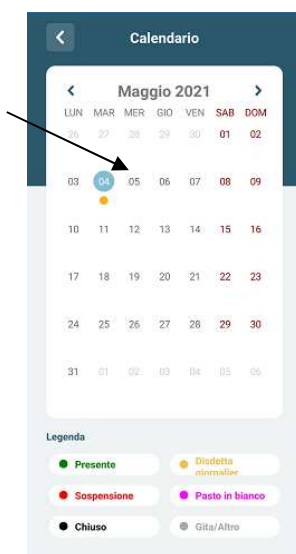 Calendario
Maggio 2021
LUN MAR MER GIO VEN SAB DOM
26 27 28 29 30 01 02
03 04 05 06 07 08 09
10 11 12 13 14 15 16
17 18 19 20 21 22 23
24 25 26 27 28 29 30
31 01 02 03 04 05 06
Legenda
Presente
Disdetta
giornalier
Sospensione
Pasto in bianco
Chiuso
Gita/Altro